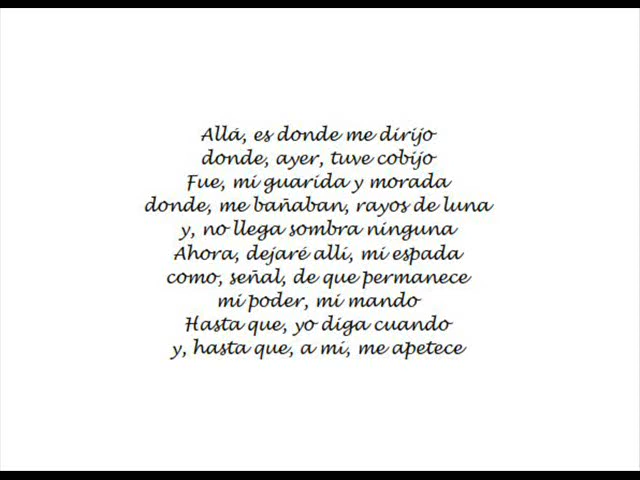 Allá, es donde me dirijo
donde, ayer, tuve cobijo
Fue, mi guarida y morada
donde, me bañaban, rayos de luna
y, no llega sombra ninguna
Ahora, dejaré allí, mi espada
como, señal, de que permanece
mi poder, mi mando
Hasta que, yo diga cuando
y, hasta que, a mi, me apetece